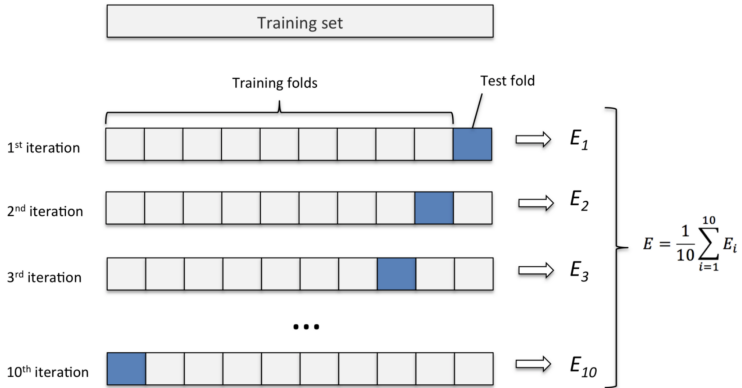 Training set
Training folds
Test fold
1st iteration
E1
2nd iteration
E2
3rd iteration
E3
E = 1/10 10∑i=1 Ei
...
10th iteration
E10